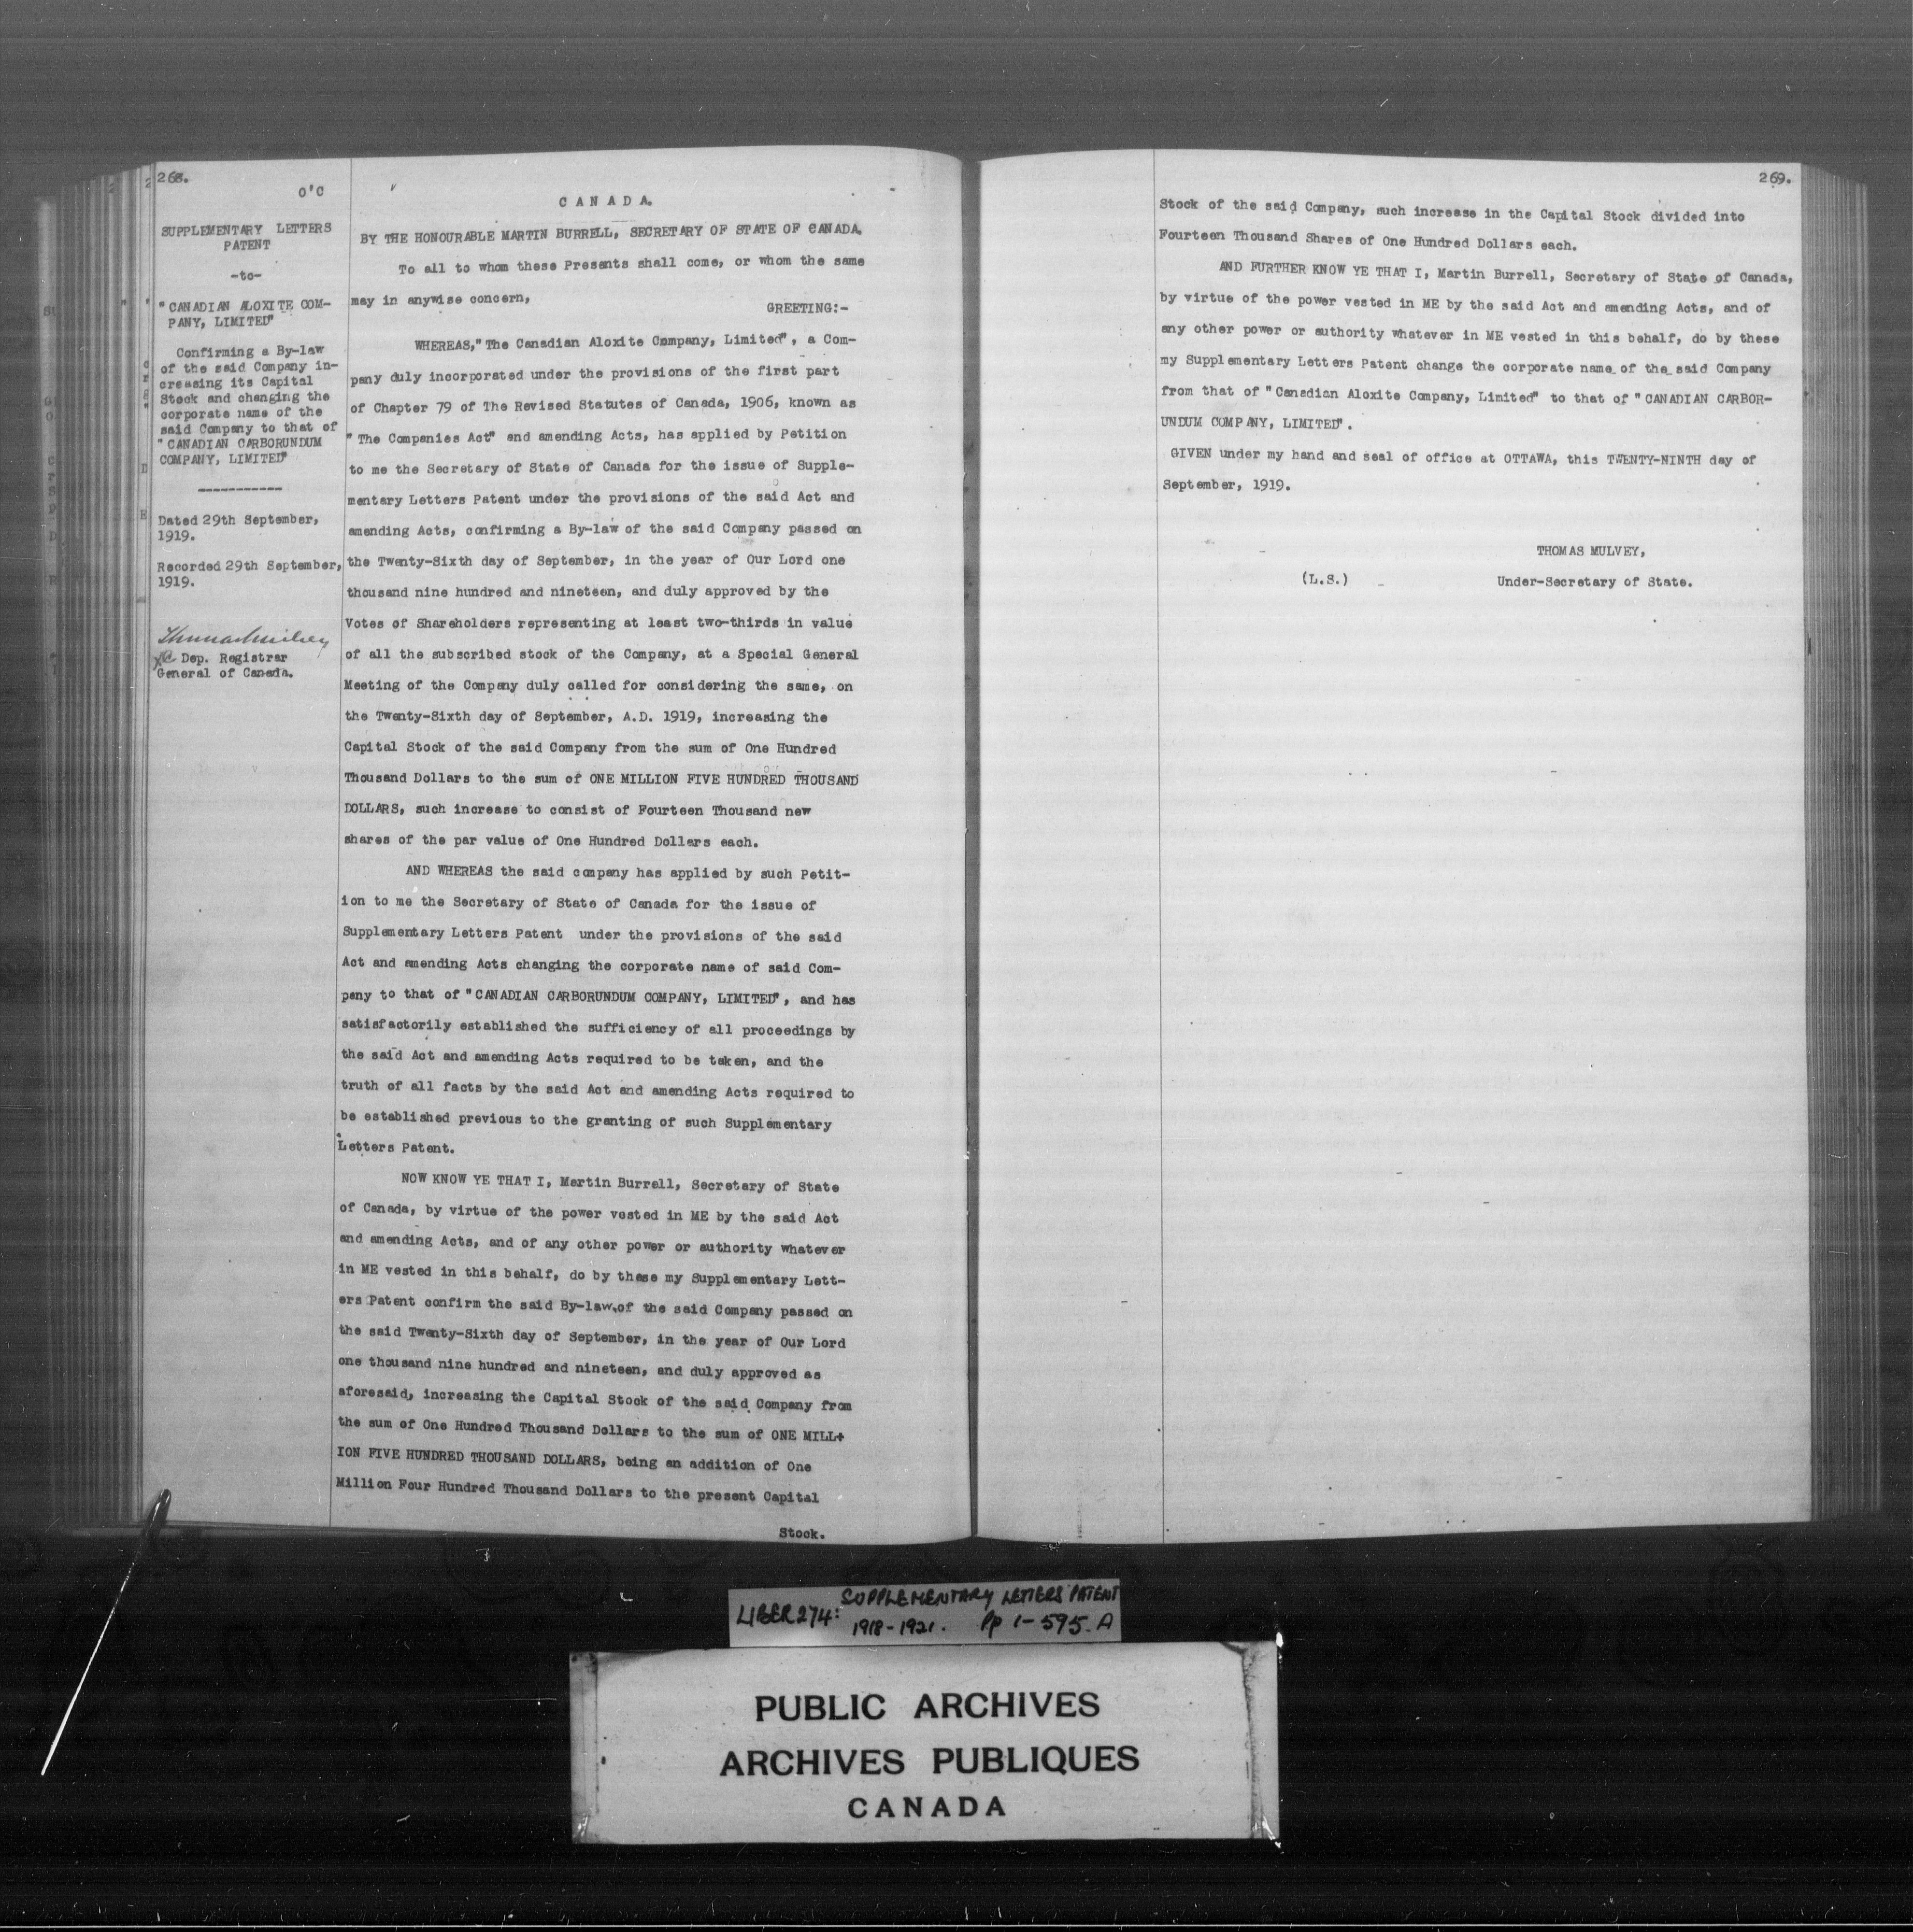 268.
O'C
SUPPLEMENTARY LETTERS
PATENT
-to-
"CANADIAN ALOXITE COM-
PANY, LIMITED"
Confirming a By-law
of the said Company in-
creasing its Capital
Stock and changing the
corporate name of the
said Company to that of
"CANADIAN CARBORUNDUM
COMPANY, LIMITED"
-----------
Dated 29th September,
1919.
Recorded 29th September,
1919.
Thomas Mulvey
Dep. Registrar
General of Canada.
CANADA.
BY THE HONOURABLE MARTIN BURRELL, SECRETARY OF STATE OF CANADA.
To all to whom these Presents shall come, or whom the same
may in anywise concern,
GREETING:-
WHEREAS,"The Canadian Aloxite Company, Limited", a Com-
pany duly incorporated under the provisions of the first part
of Chapter 79 of The Revised Statutes of Canada, 1906, known as
"The Companies Act" and amending Acts, has applied by Petition
to me the Secretary of State of Canada for the issue of Supple-
mentary Letters Patent under the provisions of the said Act and
amending Acts, confirming a By-law of the said Company passed on
the Twenty-Sixth day of September, in the year of Our Lord one
thousand nine hundred and nineteen, and duly approved by the
Votes of Shareholders representing at least two-thirds in value
of all the subscribed stock of the Company, at a Special General
Meeting of the Company duly called for considering the same, on
the Twenty-Sixth day of September, A.D. 1919, increasing the
Capital Stock of the said Company from the sum of One Hundred
Thousand Dollars to the sum of ONE MILLION FIVE HUNDRED THOUSAND
DOLLARS, such increase to consist of Fourteen Thousand new
shares of the par value of One Hundred Dollars each.
AND WHEREAS the said company has applied by such Petit-
ion to me the Secretary of State of Canada for the issue of
Supplementary Letters Patent under the provisions of the said
Act and amending Acts changing the corporate name of said Com-
pany to that of "CANADIAN CARBORUNDUM COMPANY, LIMITED", and has
satisfactorily established the sufficiency of all proceedings by
the said Act and amending Acts required to be taken, and the
truth of all facts by the said Act and amending Acts required to
be established previous to the granting of such Supplementary
Letters Patent.
NOW KNOW YE THAT I, Martin Burrell, Secretary of State
of Canada, by virtue of the power vested in ME by the said Act
and amending Acts, and of any other power or authority whatever
in ME vested in this behalf, do by these my Supplementary Lett-
ers Patent confirm the said By-law.of the said Company passed on
the said Twenty-Sixth day of September, in the year of Our Lord
one thousand nine hundred and nineteen, and duly approved as
aforesaid, increasing the Capital Stock of the said Company from
the sum of One Hundred Thousand Dollars to the sum of ONE MILL+
ION FIVE HUNDRED THOUSAND DOLLARS, being an addition of One
Million Four Hundred Thousand Dollars to the present Capital
Stock.
269.
Stock of the said Company, such increase in the Capital Stock divided into
Fourteen Thousand Shares of One Hundred Dollars each.
AND FURTHER KNOW YE THAT I, Martin Burrell, Secretary of State of Canada,
by virtue of the power vested in ME by the said Act and amending Acts, and of
any other power or authority whatever in ME vested in this behalf, do by these
my Supplementary Letters Patent change the corporate name of the said Company
from that of "Canadian Aloxite Company, Limited" to that of "CANADIAN CARBOR-
UNDUM COMPANY, LIMITED".
GIVEN under my hand and seal of office at OTTAWA, this TWENTY-NINTH day of
September, 1919.
THOMAS MULVEY,
(L.S.) Under-Secretary of State.
LIBER 274: SUPPLEMENTARY LETTERS PATENT
1918-1921. Pp 1-595.A
PUBLIC ARCHIVES
ARCHIVES PUBLIQUES
CANADA